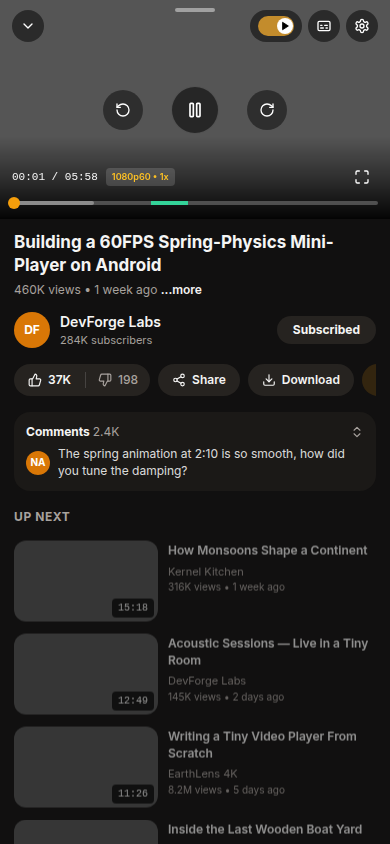 00:01 / 05:58 1080p60 • 1x
Building a 60FPS Spring-Physics Mini-
Player on Android
460K views • 1 week ago ...more
DF DevForge Labs
284K subscribers
Subscribed
37K 198 Share Download
Comments 2.4K
NA The spring animation at 2:10 is so smooth, how did
you tune the damping?
UP NEXT
How Monsoons Shape a Continent
Kernel Kitchen
316K views • 1 week ago
15:18
Acoustic Sessions — Live in a Tiny
Room
DevForge Labs
145K views • 2 days ago
12:49
Writing a Tiny Video Player From
Scratch
EarthLens 4K
8.2M views • 5 days ago
11:26
Inside the Last Wooden Boat Yard